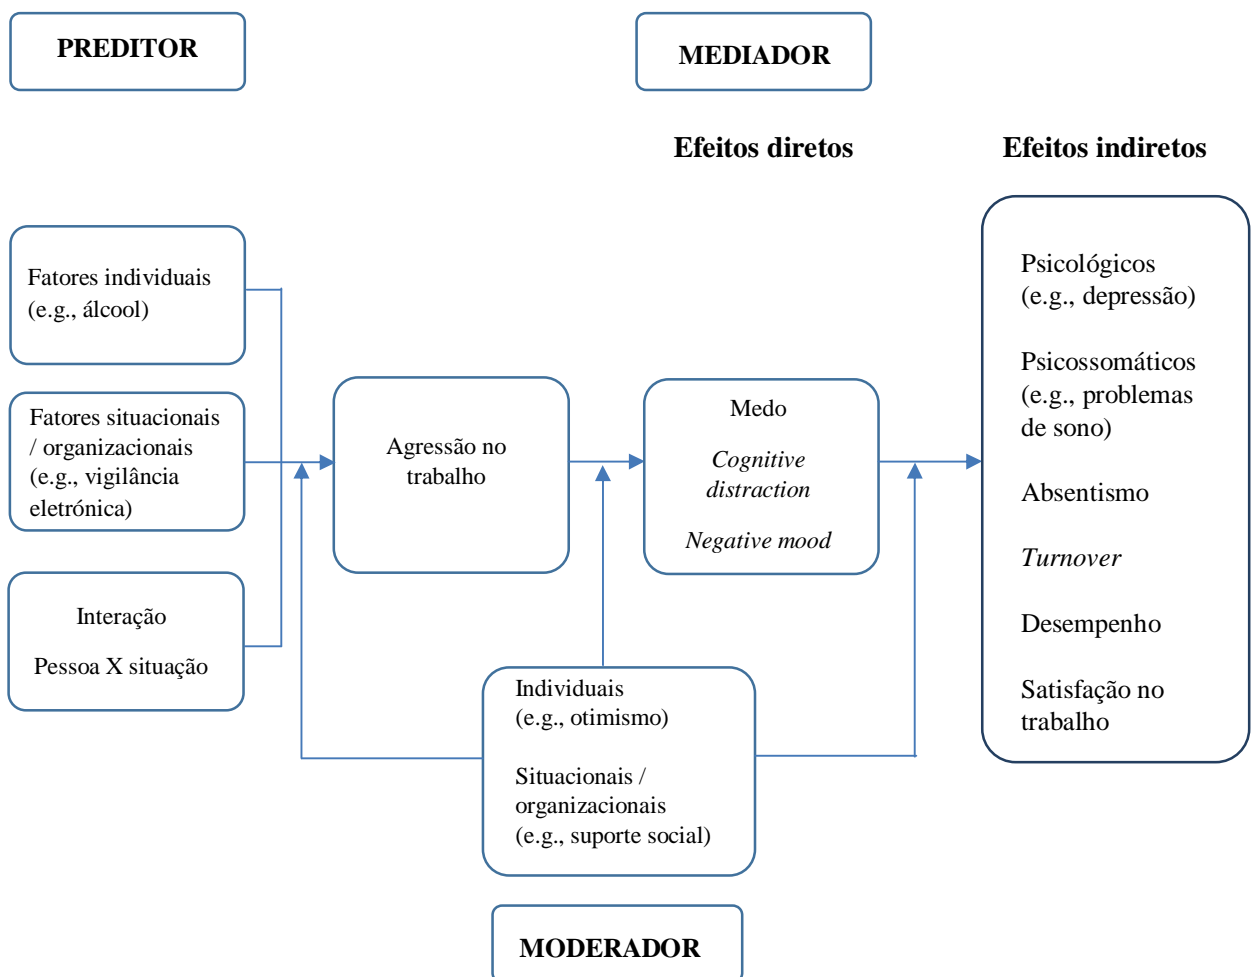 PREDITOR
MEDIADOR
Efeitos diretos
Efeitos indiretos
Fatores individuais
(e.g., álcool)
Fatores situacionais
/ organizacionais
(e.g., vigilância
eletrónica)
Interação
Pessoa X situação
Agressão no
trabalho
Medo
Cognitive
distraction
Negative mood
Psicológicos
(e.g., depressão)
Psicossomáticos
(e.g., problemas
de sono)
Absentismo
Turnover
Desempenho
Satisfação no
trabalho
Individuais
(e.g., otimismo)
Situacionais /
organizacionais
(e.g., suporte social)
MODERADOR